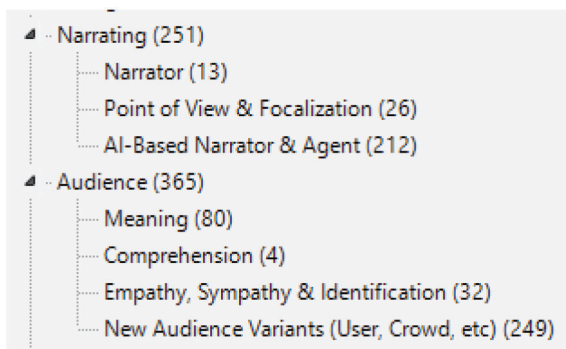 Narrating (251)
Narrator (13)
Point of View & Focalization (26)
AI-Based Narrator & Agent (212)
Audience (365)
Meaning (80)
Comprehension (4)
Empathy, Sympathy & Identification (32)
New Audience Variants (User, Crowd, etc) (249)